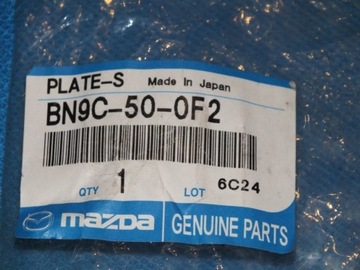 PLATE-S Made In Japan
BN9C-50-0F2
QTY 1 LOT 6C24
mazda GENUINE PARTS